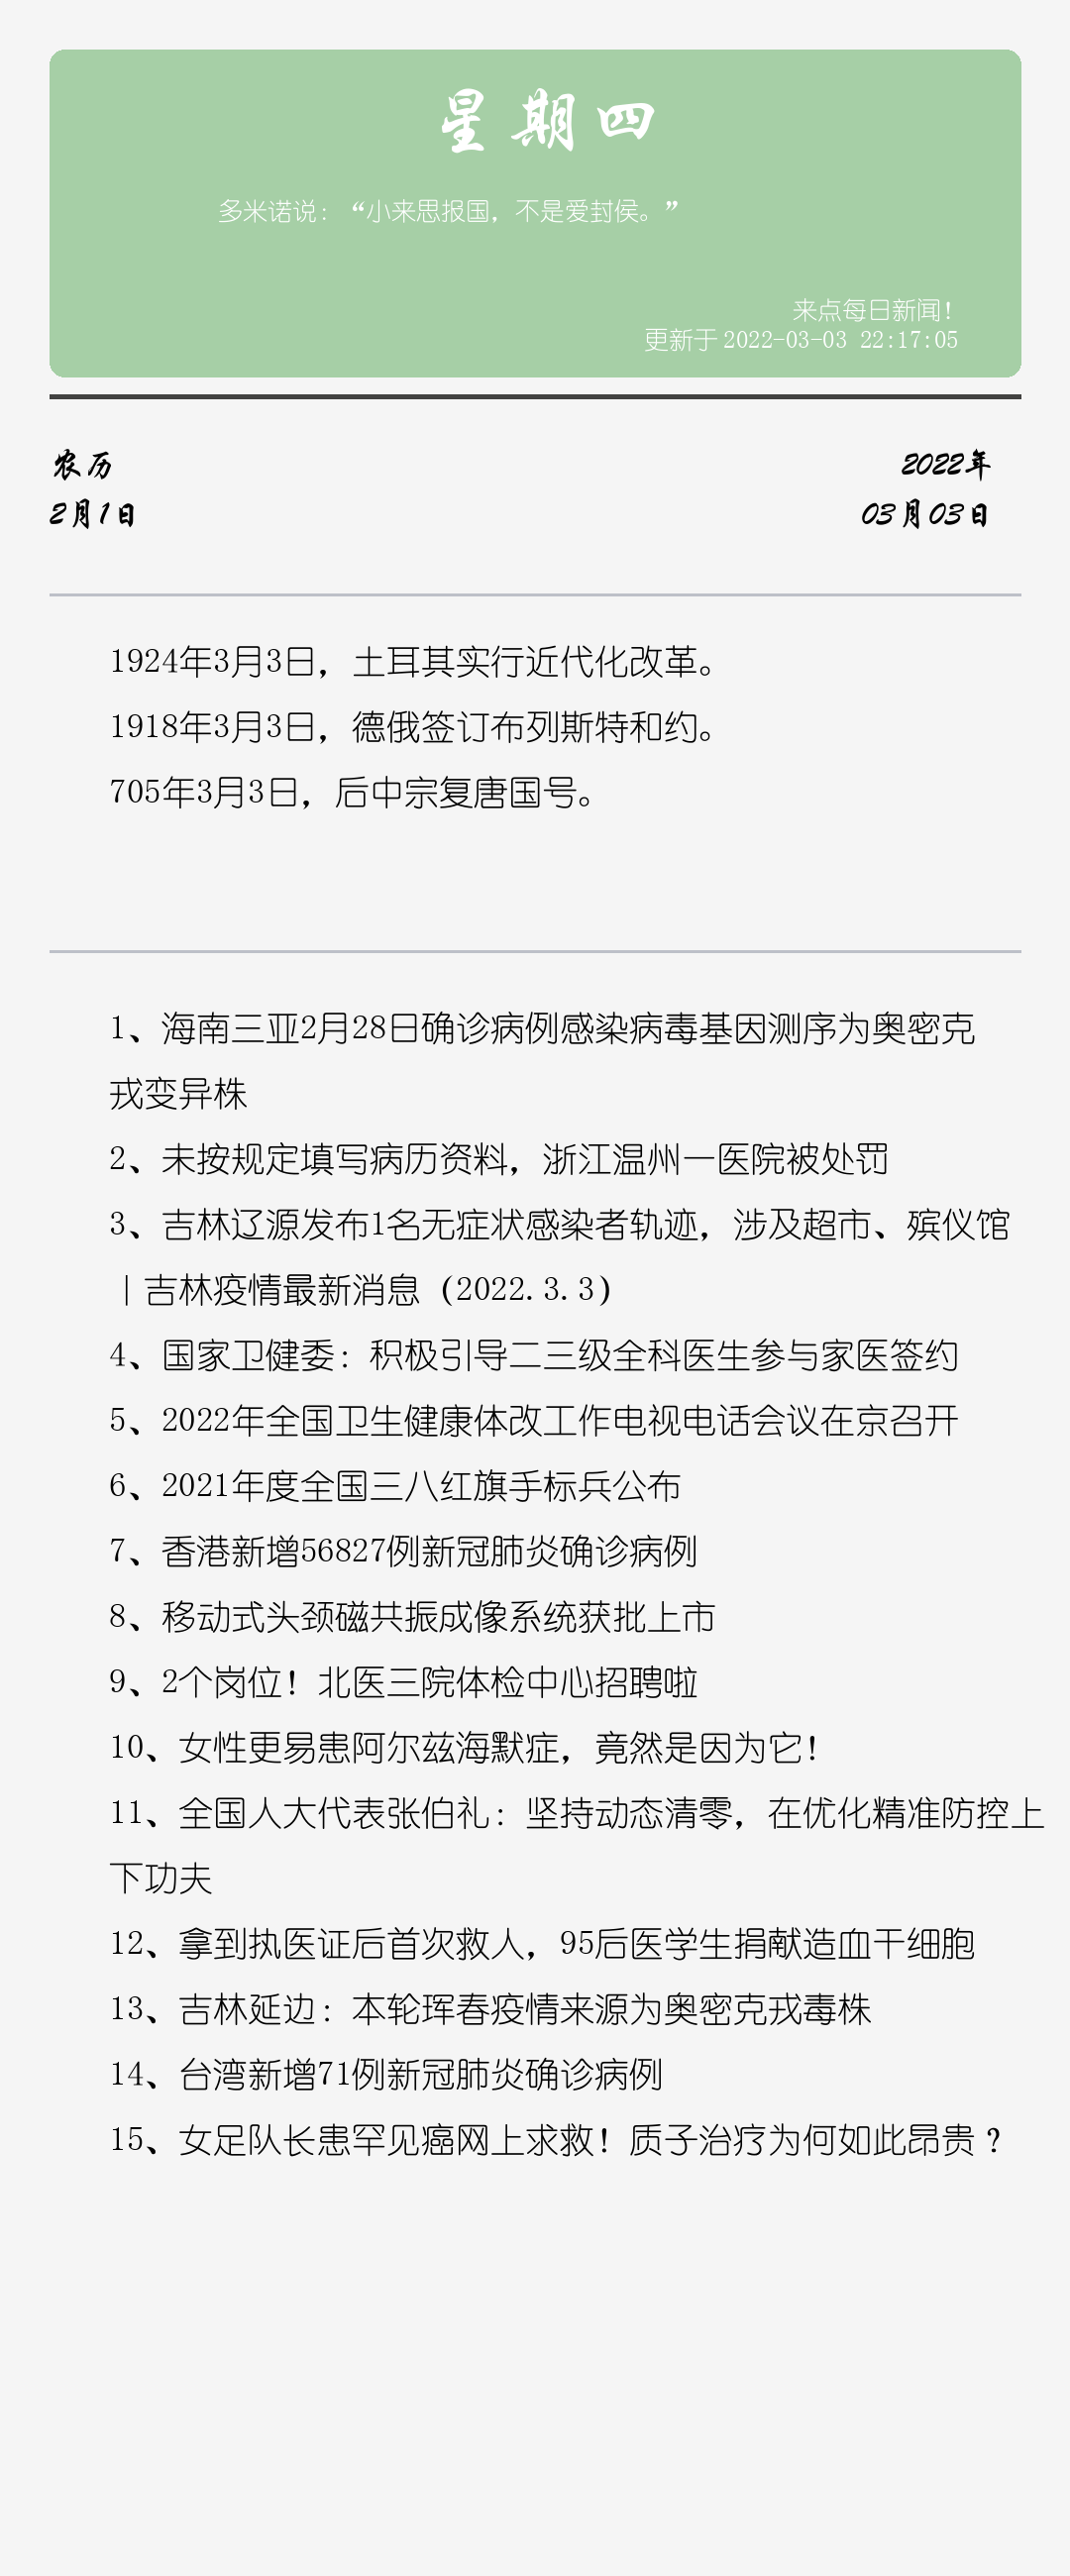 星期四
多米诺说：“小来思报国，不是爱封侯。”
来点每日新闻！
更新于 2022-03-03 22:17:05
农历
2月1日
2022年
03月03日
1924年3月3日，土耳其实行近代化改革。
1918年3月3日，德俄签订布列斯特和约。
705年3月3日，后中宗复唐国号。
1、海南三亚2月28日确诊病例感染病毒基因测序为奥密克
戎变异株
2、未按规定填写病历资料，浙江温州一医院被处罚
3、吉林辽源发布1名无症状感染者轨迹，涉及超市、殡仪馆
｜吉林疫情最新消息（2022.3.3）
4、国家卫健委：积极引导二三级全科医生参与家医签约
5、2022年全国卫生健康体改工作电视电话会议在京召开
6、2021年度全国三八红旗手标兵公布
7、香港新增56827例新冠肺炎确诊病例
8、移动式头颈磁共振成像系统获批上市
9、2个岗位！北医三院体检中心招聘啦
10、女性更易患阿尔兹海默症，竟然是因为它！
11、全国人大代表张伯礼：坚持动态清零，在优化精准防控上
下功夫
12、拿到执医证后首次救人，95后医学生捐献造血干细胞
13、吉林延边：本轮珲春疫情来源为奥密克戎毒株
14、台湾新增71例新冠肺炎确诊病例
15、女足队长患罕见癌网上求救！质子治疗为何如此昂贵？